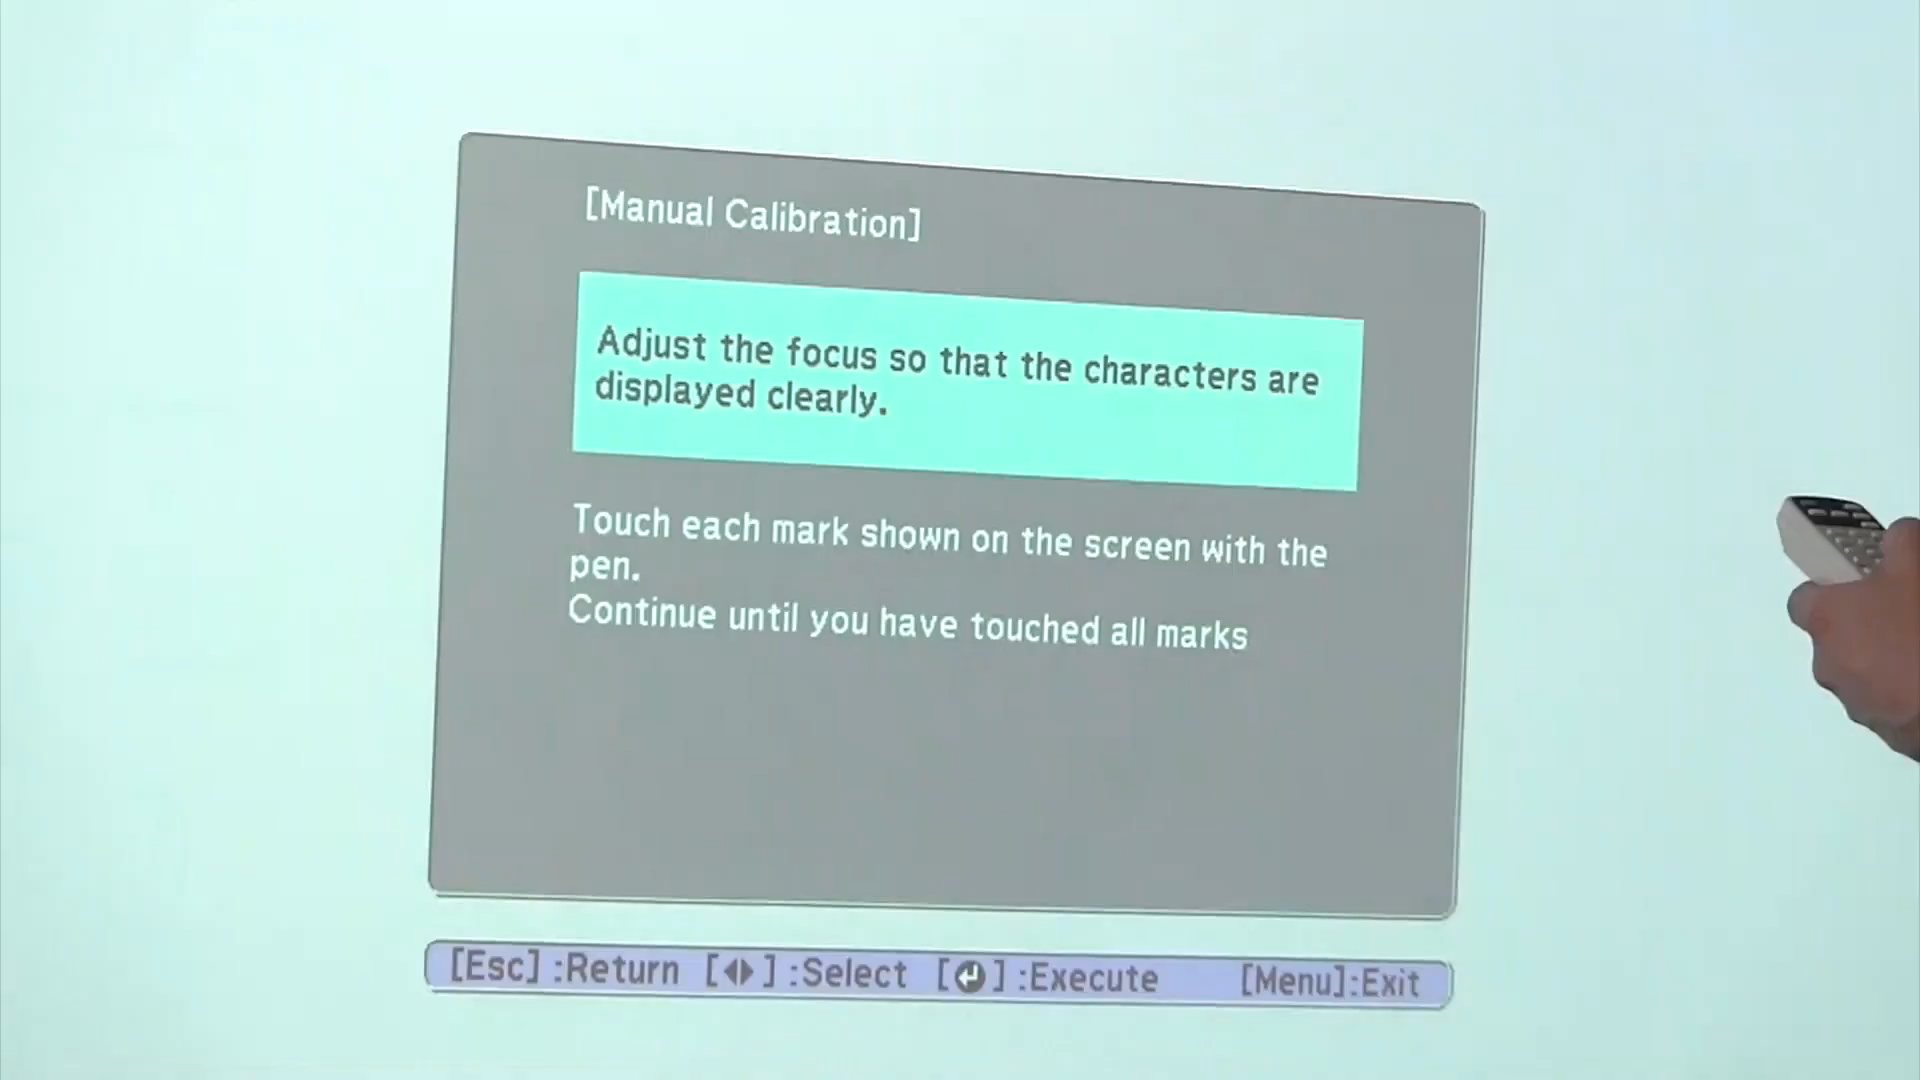 [Manual Calibration]
Adjust the focus so that the characters are
displayed clearly.
Touch each mark shown on the screen with the
pen.
Continue until you have touched all marks
[Esc] :Return [◀▶] :Select [↵] :Execute [Menu]:Exit